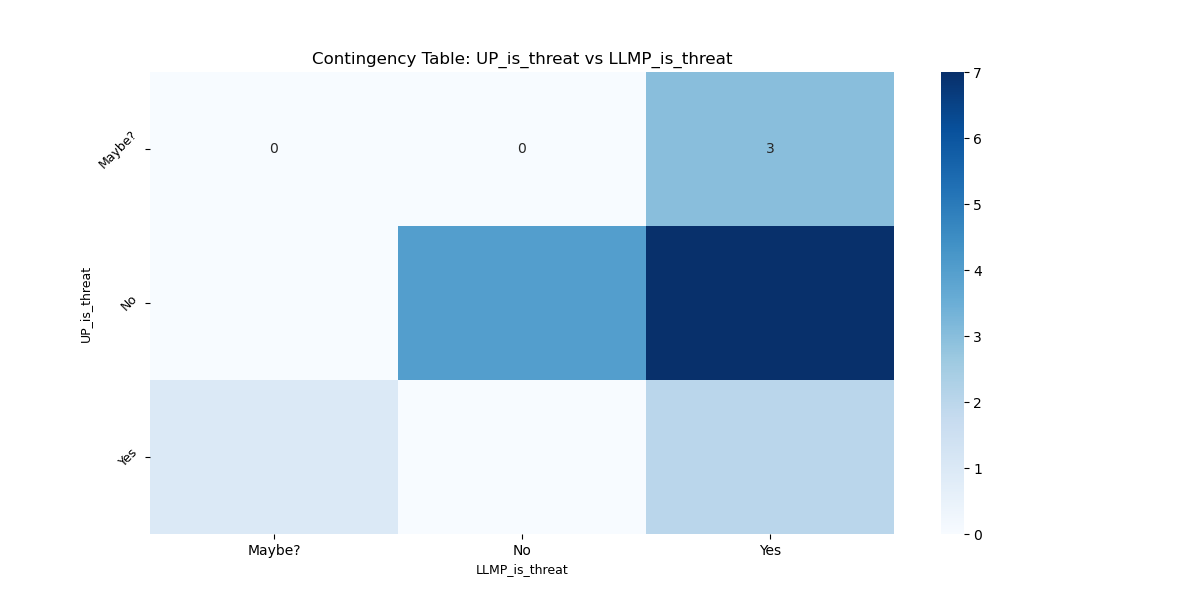 Contingency Table: UP_is_threat vs LLMP_is_threat
Maybe?
0
0
3
No
Yes
UP_is_threat
Maybe?
No
Yes
LLMP_is_threat
7
6
5
4
3
2
1
0